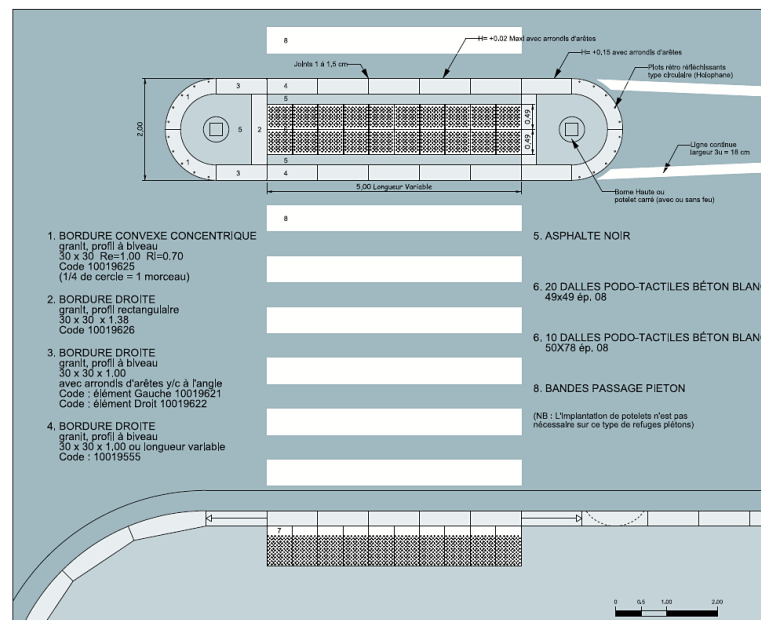 8
H= +0.02 Maxi avec arrondis d'arêtes
H= +0,15 avec arrondis d'arêtes
Joints 1 à 1,5 cm
Plots rétro réfléchissants
type circulaire (Holophane)
3
4
1
5
2,00
5
2
0,49
0,49
5
1
3
4
Ligne continue
largeur 3u = 18 cm
5,00 Longueur Variable
Borne Haute ou
potelet carré (avec ou sans feu)
8
1. BORDURE CONVEXE CONCENTRIQUE
granit, profil à biveau
30 x 30 Re=1.00 Ri=0.70
Code 10019625
(1/4 de cercle = 1 morceau)
2. BORDURE DROITE
granit, profil rectangulaire
30 x 30 x 1.38
Code 10019626
3. BORDURE DROITE
granit, profil à biveau
30 x 30 x 1.00
avec arrondis d'arêtes y/c à l'angle
Code : élément Gauche 10019621
Code : élément Droit 10019622
4. BORDURE DROITE
granit, profil à biveau
30 x 30 x 1.00 ou longueur variable
Code : 10019555
5. ASPHALTE NOIR
6. 20 DALLES PODO-TACTILES BÉTON BLAN
49x49 ép. 08
6. 10 DALLES PODO-TACTILES BÉTON BLAN
50X78 ép. 08
8. BANDES PASSAGE PIETON
(NB : L'implantation de potelets n'est pas
nécessaire sur ce type de refuges piétons)
7
0 0,5 1,00 2,00